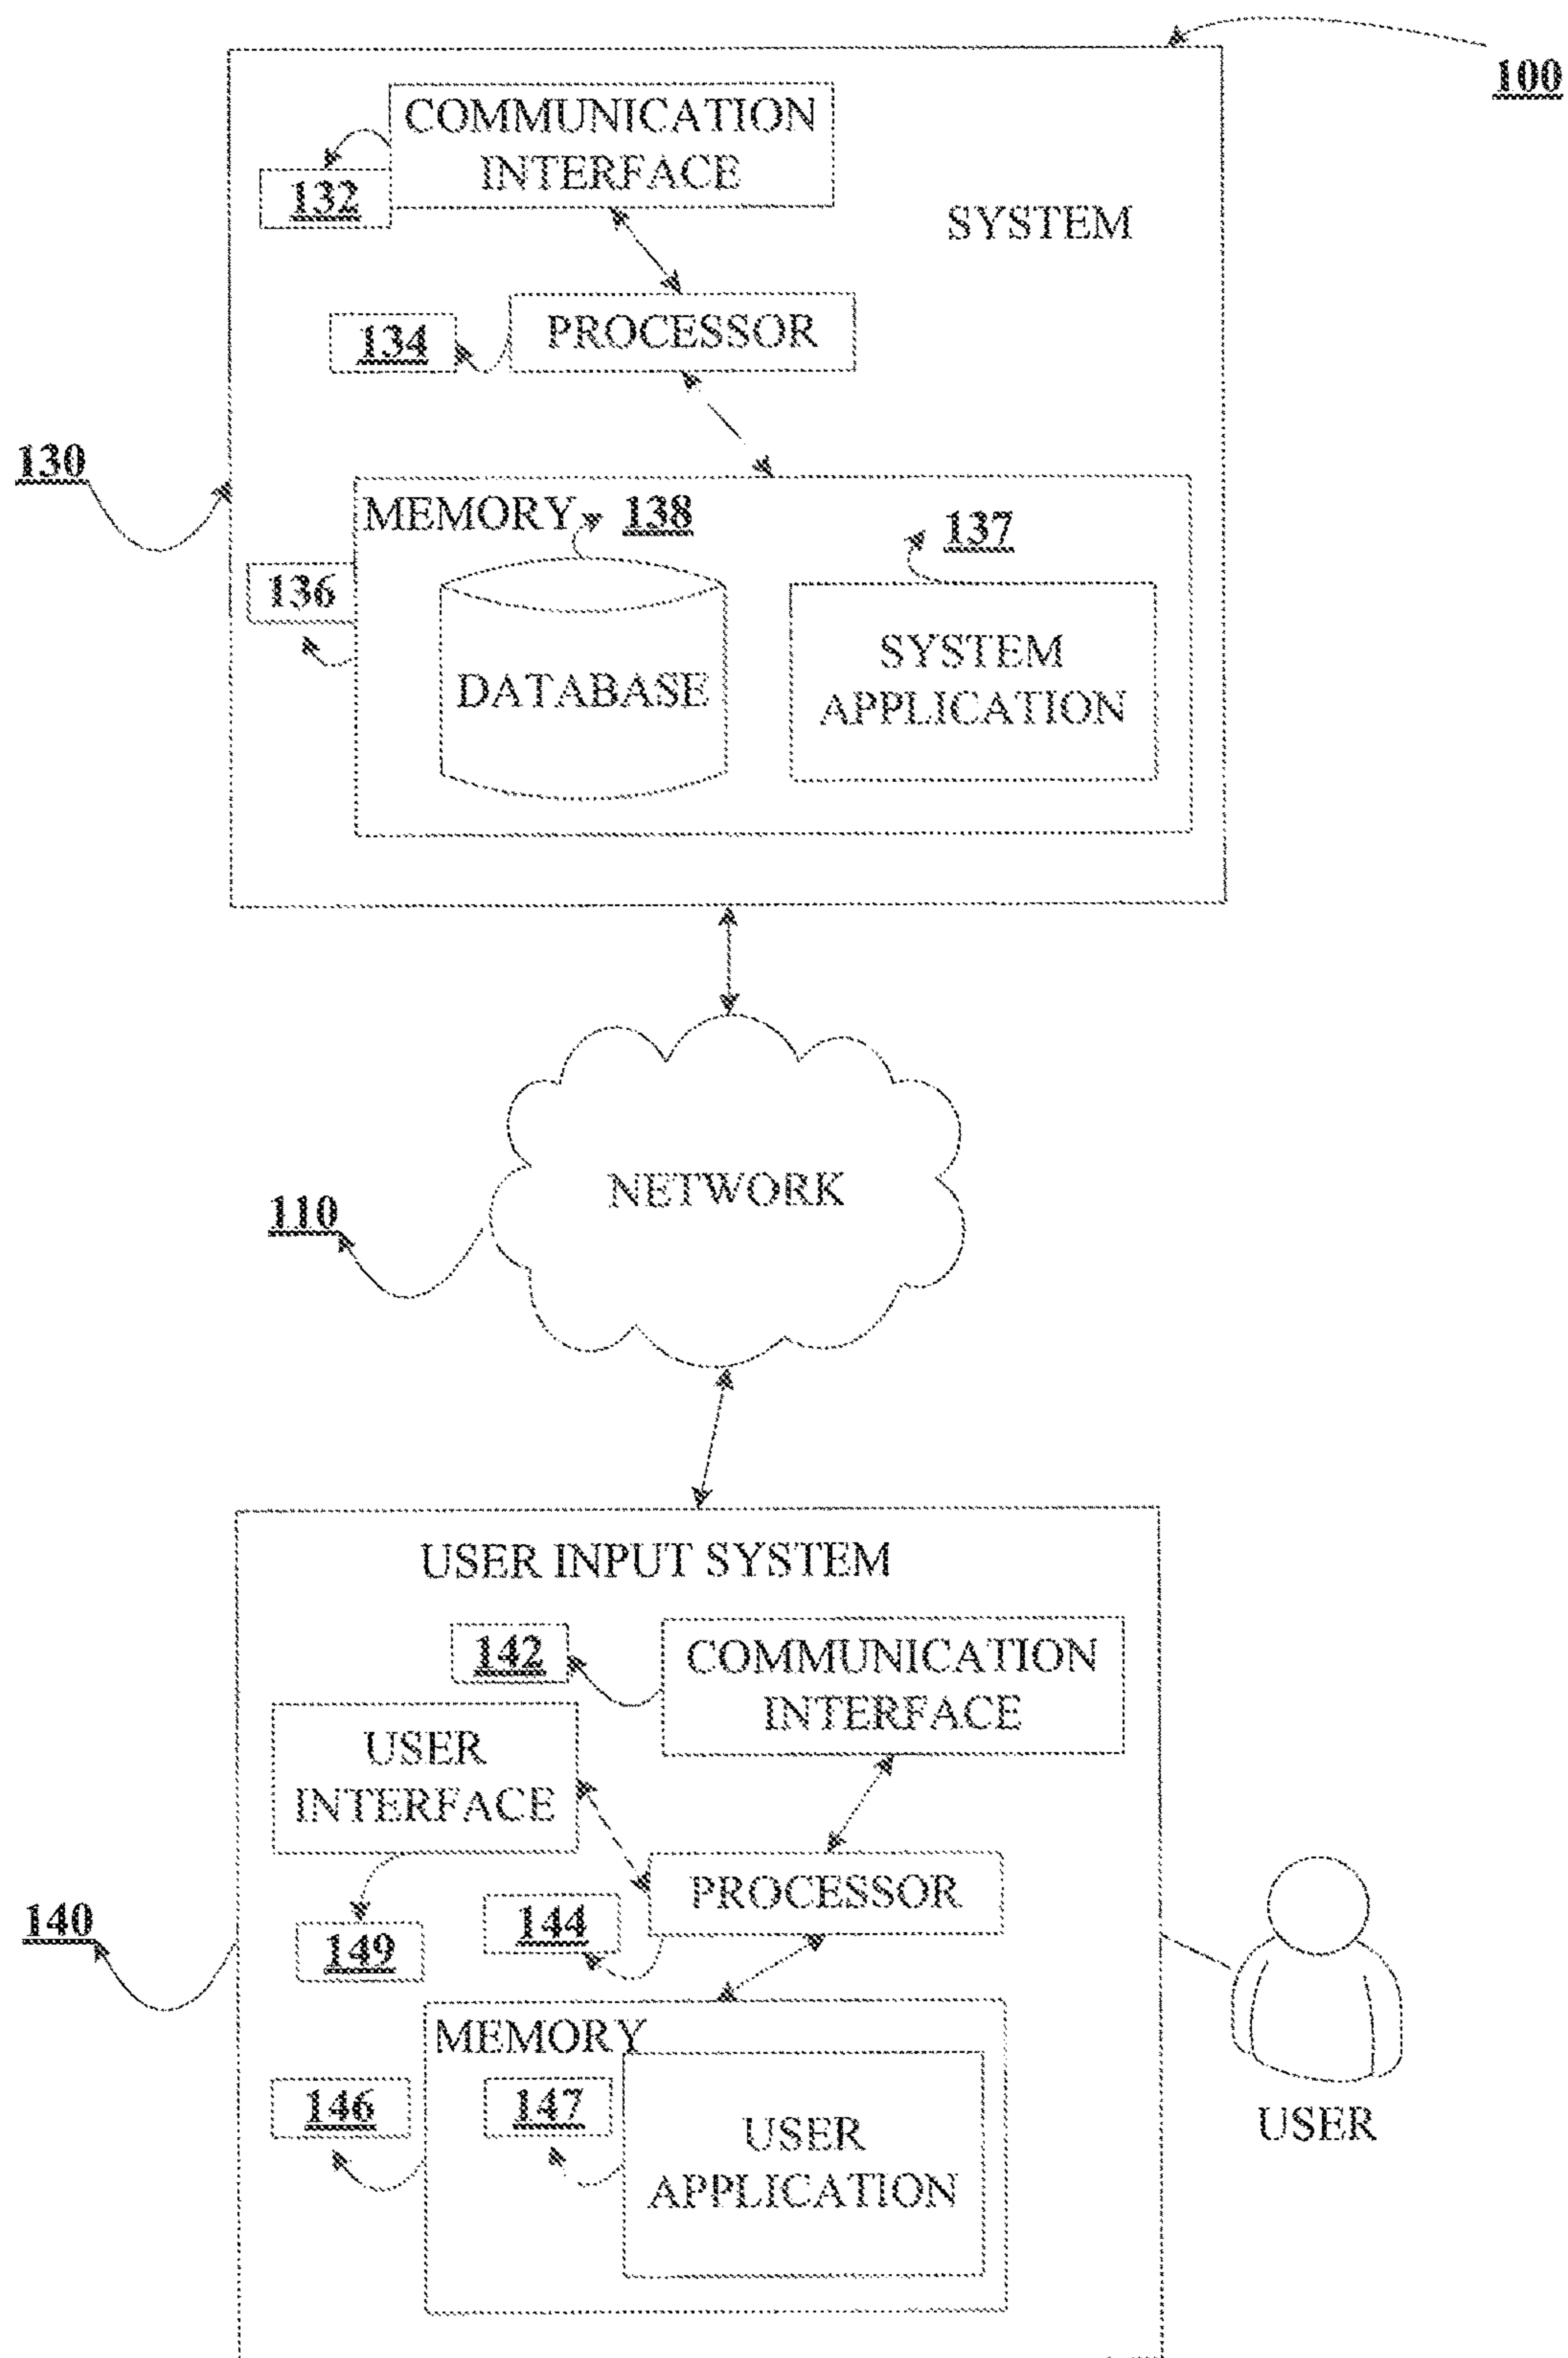 100
COMMUNICATION
INTERFACE
132
SYSTEM
PROCESSOR
134
130
MEMORY
138
137
136
DATABASE
SYSTEM
APPLICATION
NETWORK
110
USER INPUT SYSTEM
142
COMMUNICATION
INTERFACE
USER
INTERFACE
PROCESSOR
144
140
149
MEMORY
146
147
USER
APPLICATION
USER